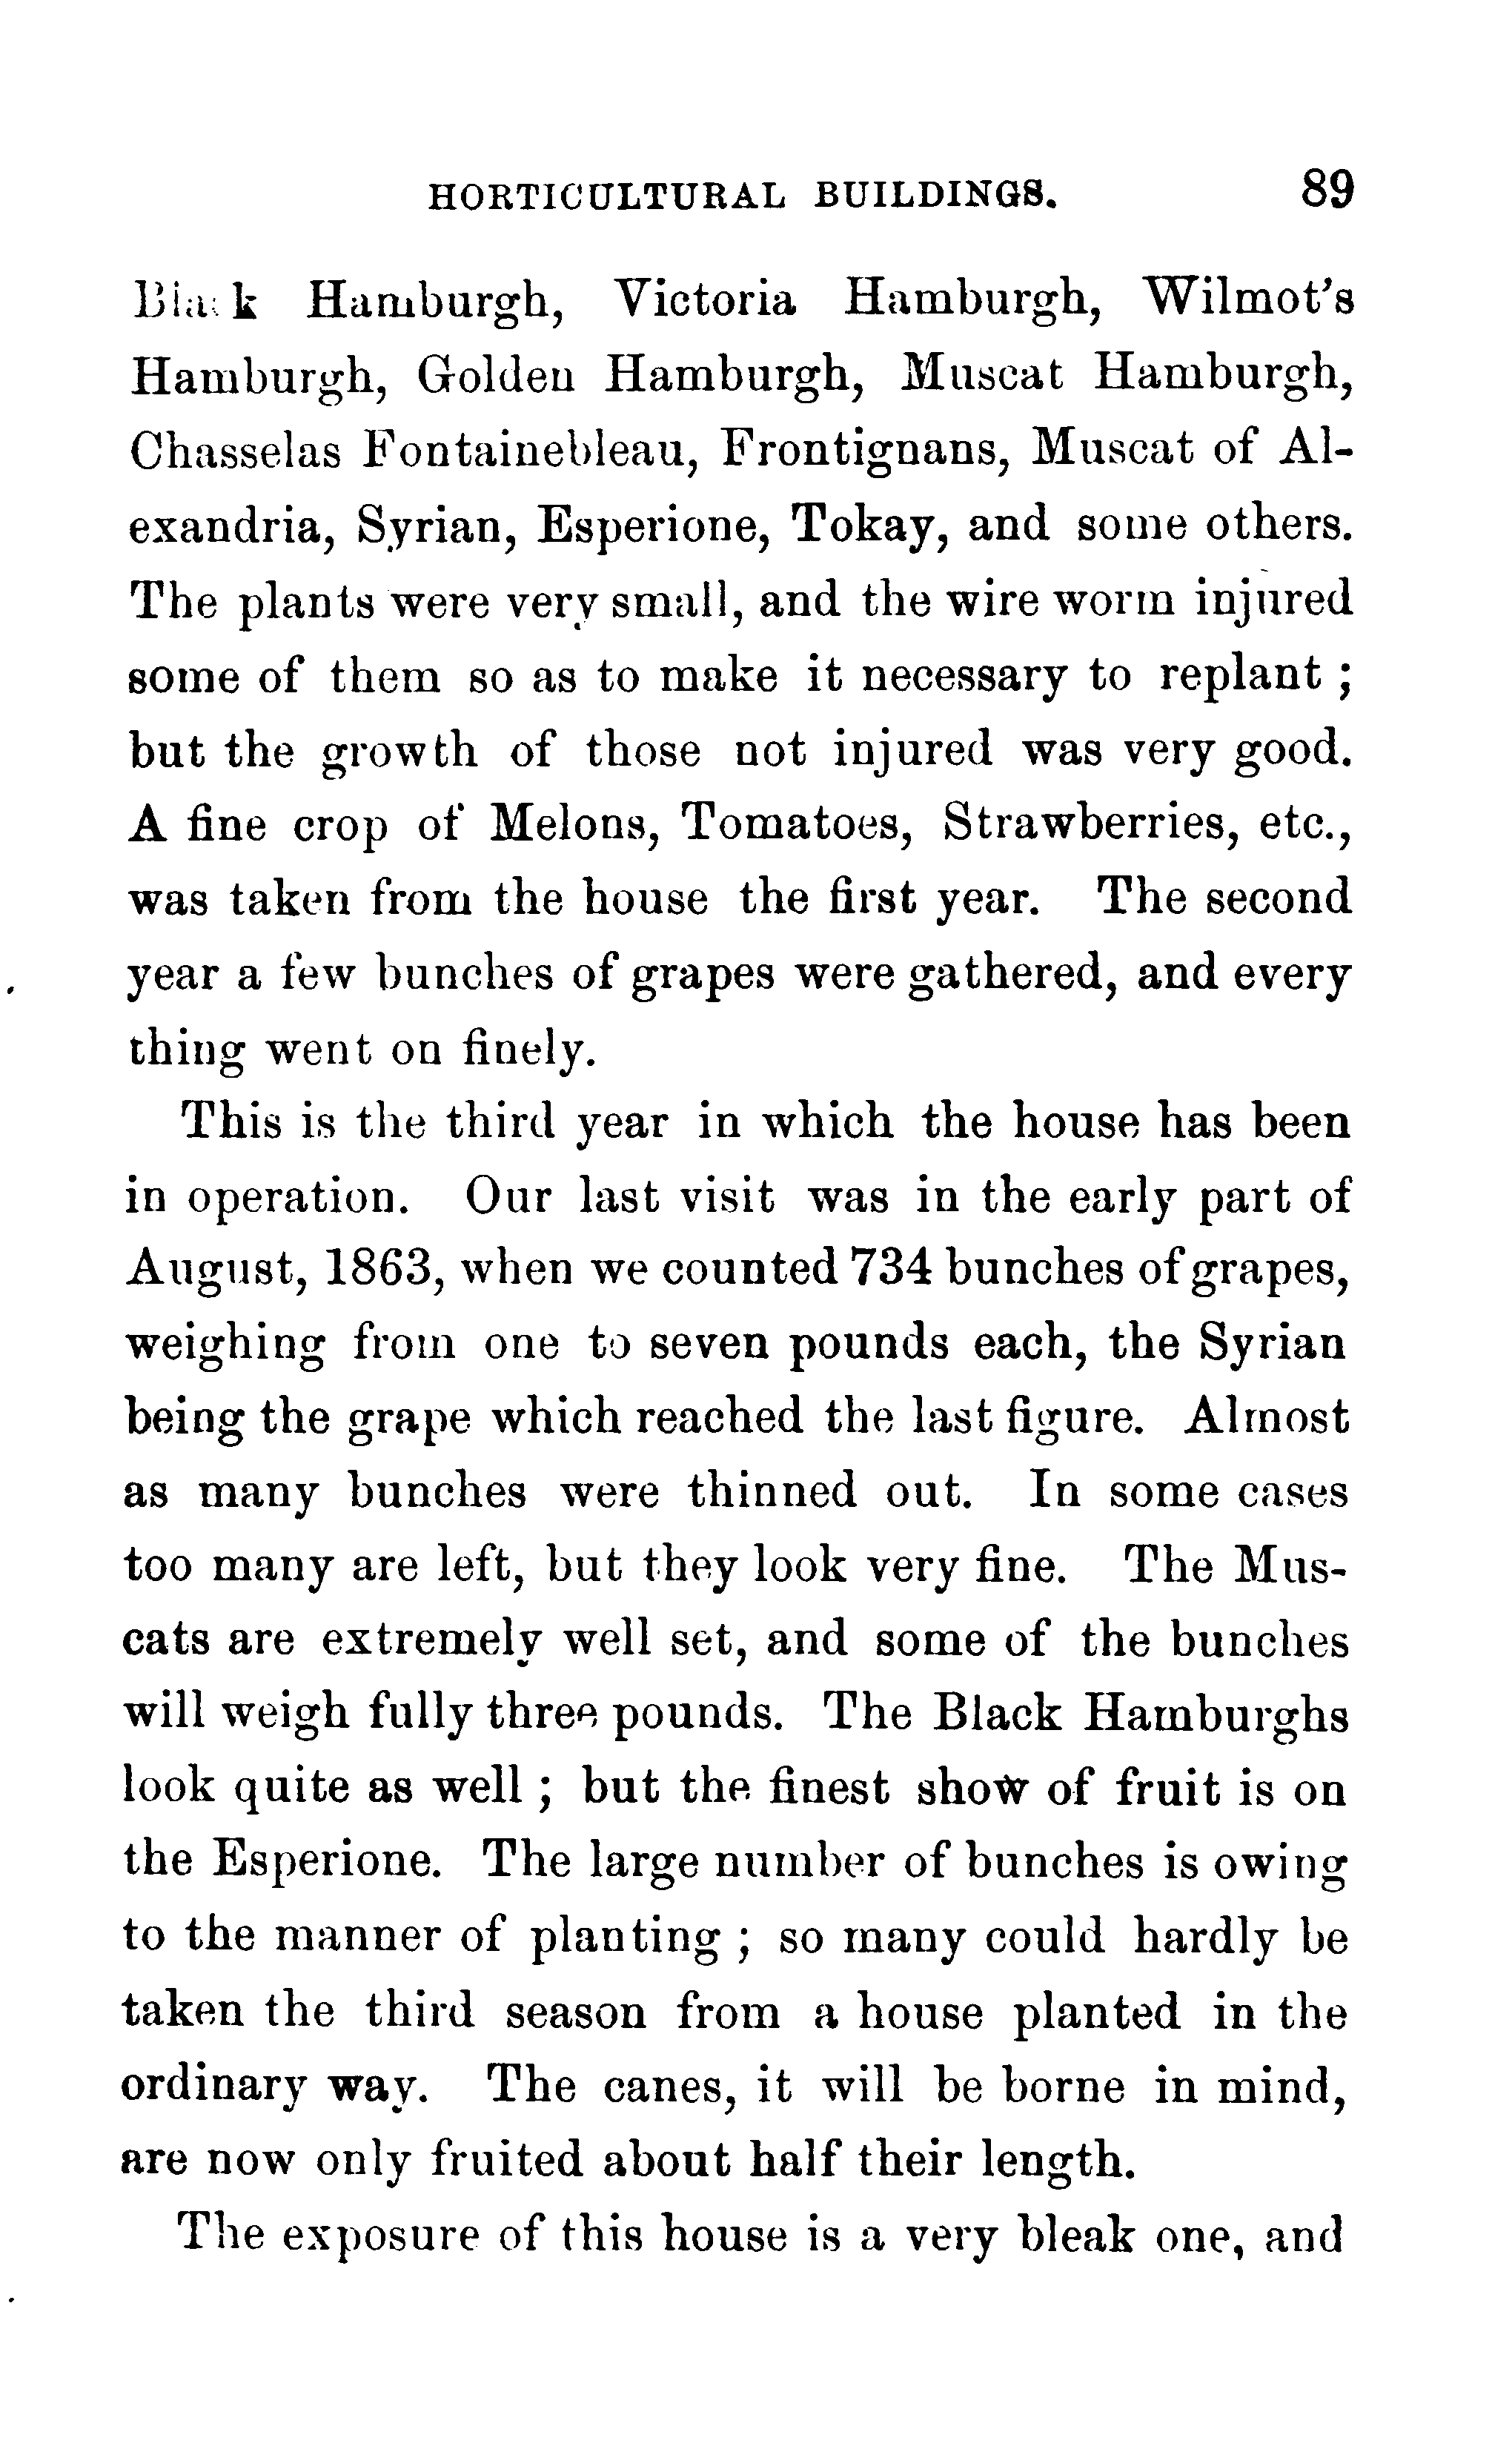 HORTICULTURAL BUILDINGS. 89
Black Hamburgh, Victoria Hamburgh, Wilmot's
Hamburgh, Golden Hamburgh, Muscat Hamburgh,
Chasselas Fontainebleau, Frontignans, Muscat of Al-
exandria, Syrian, Esperione, Tokay, and some others.
The plants were very small, and the wire worm injured
some of them so as to make it necessary to replant ;
but the growth of those not injured was very good.
A fine crop of Melons, Tomatoes, Strawberries, etc.,
was taken from the house the first year. The second
year a few bunches of grapes were gathered, and every
thing went on finely.
This is the third year in which the house has been
in operation. Our last visit was in the early part of
August, 1863, when we counted 734 bunches of grapes,
weighing from one to seven pounds each, the Syrian
being the grape which reached the last figure. Almost
as many bunches were thinned out. In some cases
too many are left, but they look very fine. The Mus-
cats are extremely well set, and some of the bunches
will weigh fully three pounds. The Black Hamburghs
look quite as well ; but the finest show of fruit is on
the Esperione. The large number of bunches is owing
to the manner of planting ; so many could hardly be
taken the third season from a house planted in the
ordinary way. The canes, it will be borne in mind,
are now only fruited about half their length.
The exposure of this house is a very bleak one, and